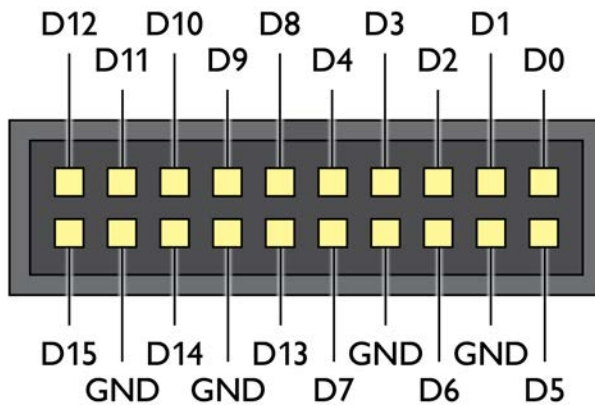 D12 D10 D8 D3 D1
D11 D9 D4 D2 D0
D15 D14 D13 GND GND
GND GND D7 D6 D5